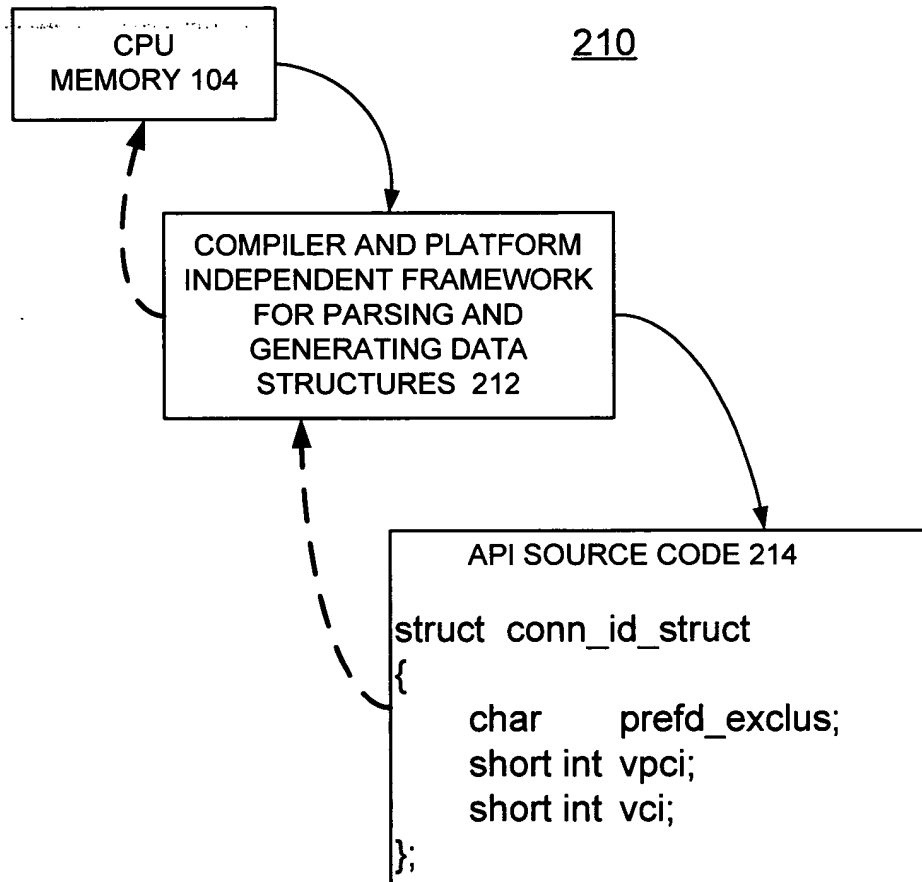 CPU
MEMORY 104
210
COMPILER AND PLATFORM
INDEPENDENT FRAMEWORK
FOR PARSING AND
GENERATING DATA
STRUCTURES 212
API SOURCE CODE 214
struct conn_id_struct
{
char prefd_exclus;
short int vpci;
short int vci;
};